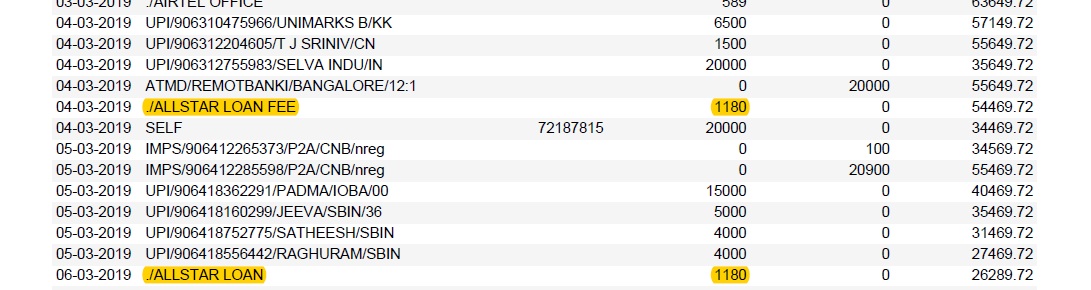 03-03-2019 ./AIRTEL OFFICE 589 0 63649.72
04-03-2019 UPI/906310475966/UNIMARKS B/KK 6500 0 57149.72
04-03-2019 UPI/906312204605/T J SRINIV/CN 1500 0 55649.72
04-03-2019 UPI/906312755983/SELVA INDU/IN 20000 0 35649.72
04-03-2019 ATMD/REMOTBANKI/BANGALORE/12:1 0 20000 55649.72
04-03-2019 ./ALLSTAR LOAN FEE 1180 0 54469.72
04-03-2019 SELF 72187815 20000 0 34469.72
05-03-2019 IMPS/906412265373/P2A/CNB/nreg 0 100 34569.72
05-03-2019 IMPS/906412285598/P2A/CNB/nreg 0 20900 55469.72
05-03-2019 UPI/906418362291/PADMA/IOBA/00 15000 0 40469.72
05-03-2019 UPI/906418160299/JEEVA/SBIN/36 5000 0 35469.72
05-03-2019 UPI/906418752775/SATHEESH/SBIN 4000 0 31469.72
05-03-2019 UPI/906418556442/RAGHURAM/SBIN 4000 0 27469.72
06-03-2019 ./ALLSTAR LOAN 1180 0 26289.72